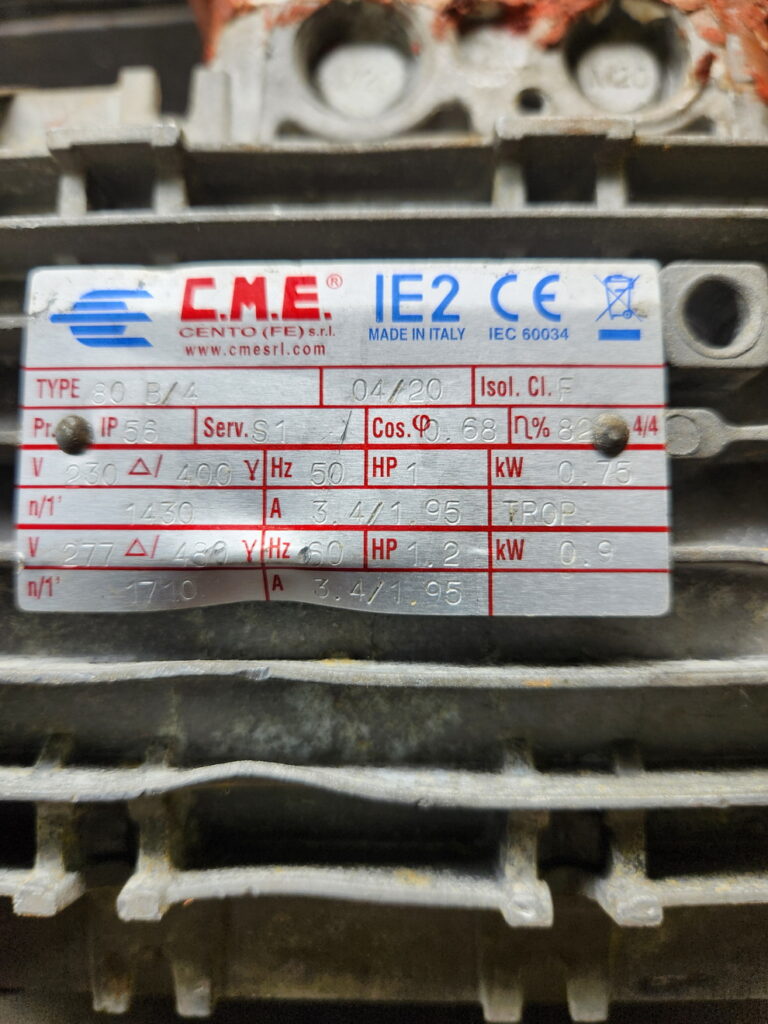 M20 M20
C.M.E.® IE2 CE
CENTO (FE) s.r.l. MADE IN ITALY IEC 60034
www.cmesrl.com
TYPE 80 B/4 04/20 Isol. Cl. F
Pr. IP 56 Serv. S1 / Cos.φ 0.68 η% 82 4/4
V 230 Δ/ 400 Y Hz 50 HP 1 kW 0.75
n/1' 1430 A 3.4/1.95 TROP.
V 277 Δ/ 480 Y Hz 60 HP 1.2 kW 0.9
n/1' 1710 A 3.4/1.95